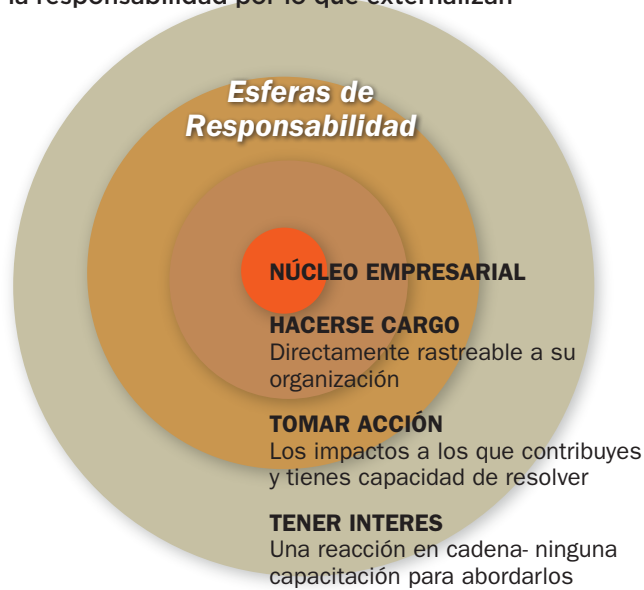 la responsabilidad por lo que externalizan
Esferas de
Responsabilidad
NÚCLEO EMPRESARIAL
HACERSE CARGO
Directamente rastreable a su
organización
TOMAR ACCIÓN
Los impactos a los que contribuyes
y tienes capacidad de resolver
TENER INTERES
Una reacción en cadena- ninguna
capacitación para abordarlos